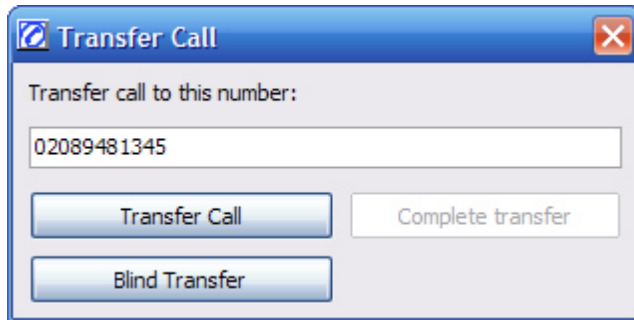 Transfer Call
Transfer call to this number:
02089481345
Transfer Call
Complete transfer
Blind Transfer